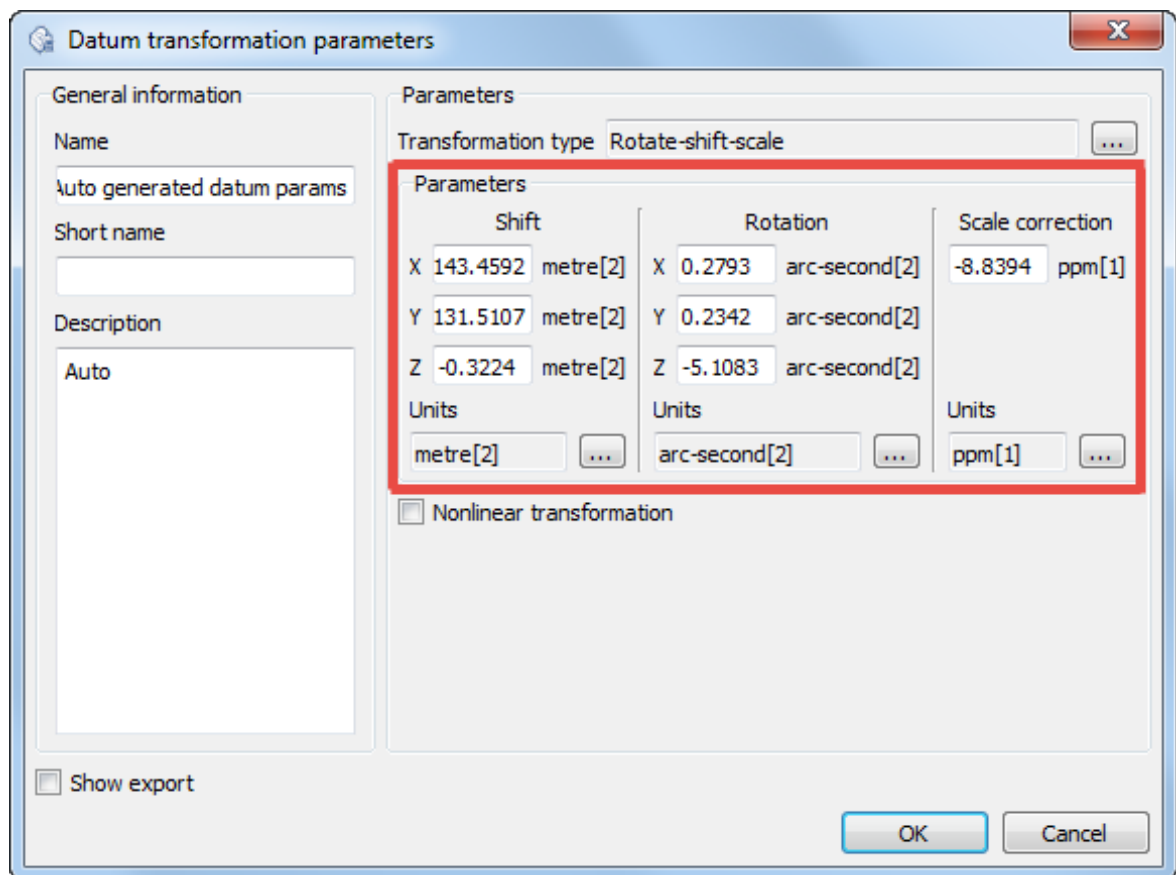 Datum transformation parameters
General information
Name
Auto generated datum params
Short name
Description
Auto
Parameters
Transformation type Rotate-shift-scale ...
Parameters
Shift Rotation Scale correction
X 143.4592 metre[2] X 0.2793 arc-second[2] -8.8394 ppm[1]
Y 131.5107 metre[2] Y 0.2342 arc-second[2]
Z -0.3224 metre[2] Z -5.1083 arc-second[2]
Units Units Units
metre[2] ... arc-second[2] ... ppm[1] ...
Nonlinear transformation
Show export
OK Cancel